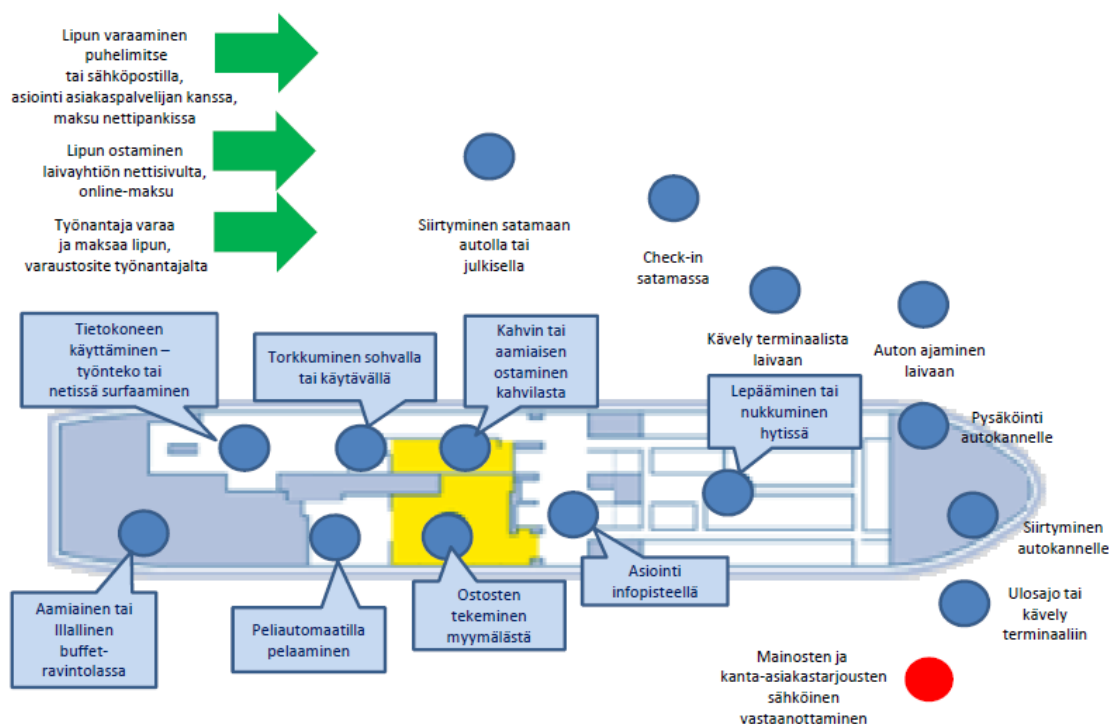 Lipun varaaminen
puhelimitse
tai sähköpostilla,
asiointi asiakaspalvelijan kanssa,
maksu nettipankissa
Lipun ostaminen
laivayhtiön nettisivulta,
online-maksu
Työnantaja varaa
ja maksaa lipun,
varaustosite työnantajalta
Siirtyminen satamaan
autolla tai
julkisella
Check-in
satamassa
Kävely terminaalista
laivaan
Auton ajaminen
laivaan
Tietokoneen
käyttäminen –
työnteko tai
netissä surfaaminen
Torkkuminen sohvalla
tai käytävällä
Kahvin tai
aamiaisen
ostaminen
kahvilasta
Lepääminen tai
nukkuminen
hytissä
Pysäköinti
autokannelle
Siirtyminen
autokannelle
Aamiainen tai
Illallinen
buffet-
ravintolassa
Peliautomaatilla
pelaaminen
Ostosten
tekeminen
myymälästä
Asiointi
infopisteellä
Ulosajo tai
kävely
terminaaliin
Mainosten ja
kanta-asiakastarjousten
sähköinen
vastaanottaminen